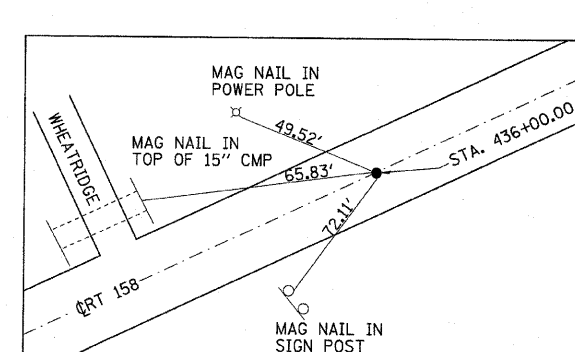 MAG NAIL IN
POWER POLE
49.52'
WHEATRIDGE
MAG NAIL IN
TOP OF 15" CMP
65.83'
STA. 436+00.00
72.11'
℄RT 158
MAG NAIL IN
SIGN POST